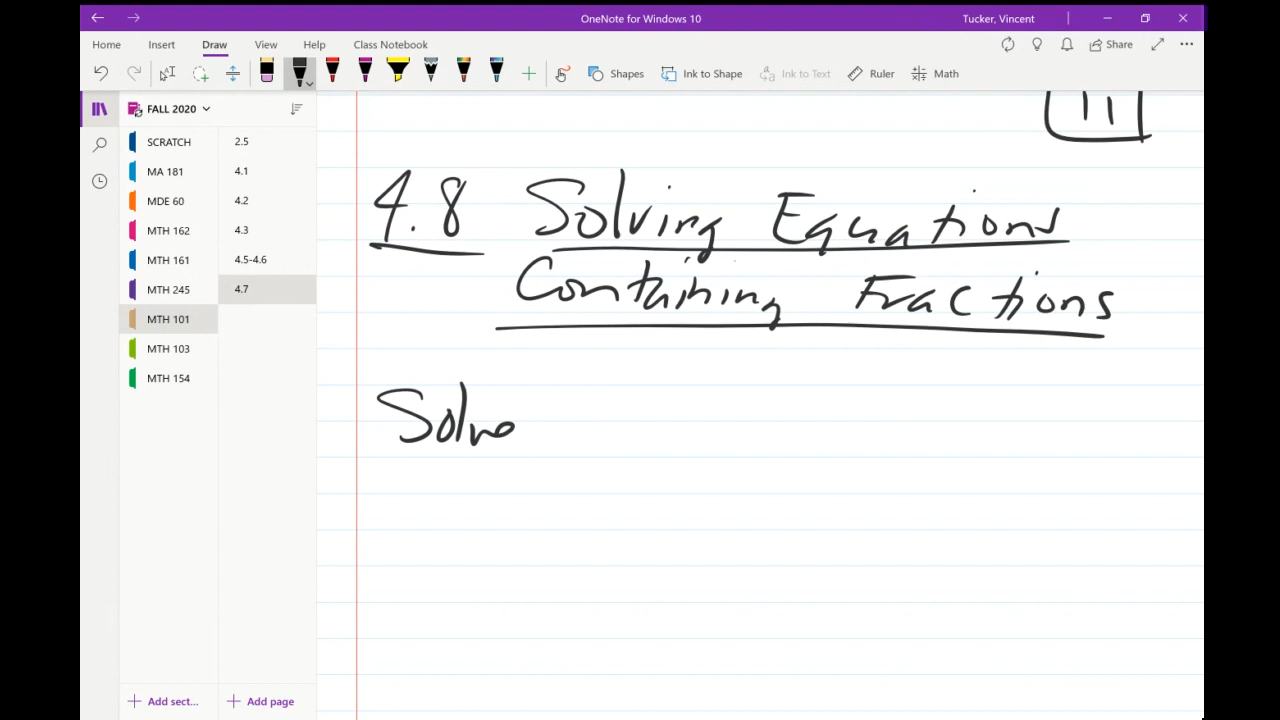 OneNote for Windows 10
Tucker, Vincent
Home Insert Draw View Help Class Notebook
Share
Shapes Ink to Shape Ink to Text Ruler Math
FALL 2020
SCRATCH
MA 181
MDE 60
MTH 162
MTH 161
MTH 245
MTH 101
MTH 103
MTH 154
Add sect...
2.5
4.1
4.2
4.3
4.5-4.6
4.7
Add page
11
4.8 Solving Equations
Containing Fractions
Solve